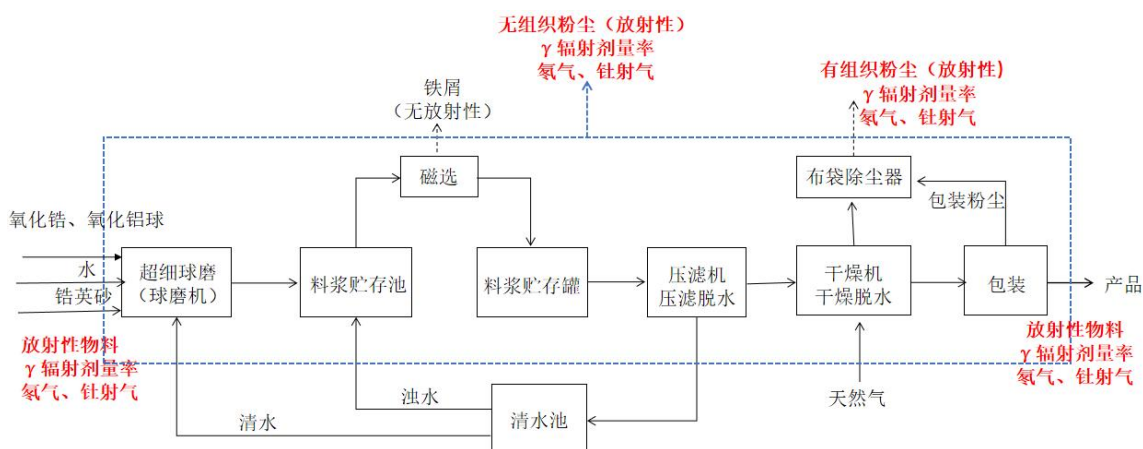 无组织粉尘（放射性）
γ 辐射剂量率
氡气、钍射气
有组织粉尘（放射性)
γ 辐射剂量率
氡气、钍射气
铁屑
（无放射性）
磁选
布袋除尘器
包装粉尘
氧化锆、氧化铝球
水
锆英砂
超细球磨
（球磨机）
料浆贮存池
料浆贮存罐
压滤机
压滤脱水
干燥机
干燥脱水
包装
产品
放射性物料
γ 辐射剂量率
氡气、钍射气
放射性物料
γ 辐射剂量率
氡气、钍射气
浊水
清水
清水池
天然气